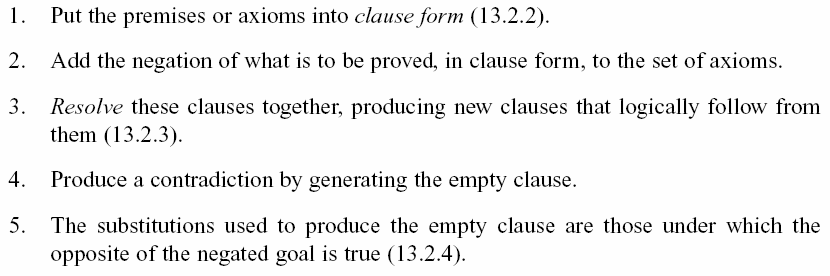 1. Put the premises or axioms into clause form (13.2.2).
2. Add the negation of what is to be proved, in clause form, to the set of axioms.
3. Resolve these clauses together, producing new clauses that logically follow from
them (13.2.3).
4. Produce a contradiction by generating the empty clause.
5. The substitutions used to produce the empty clause are those under which the
opposite of the negated goal is true (13.2.4).